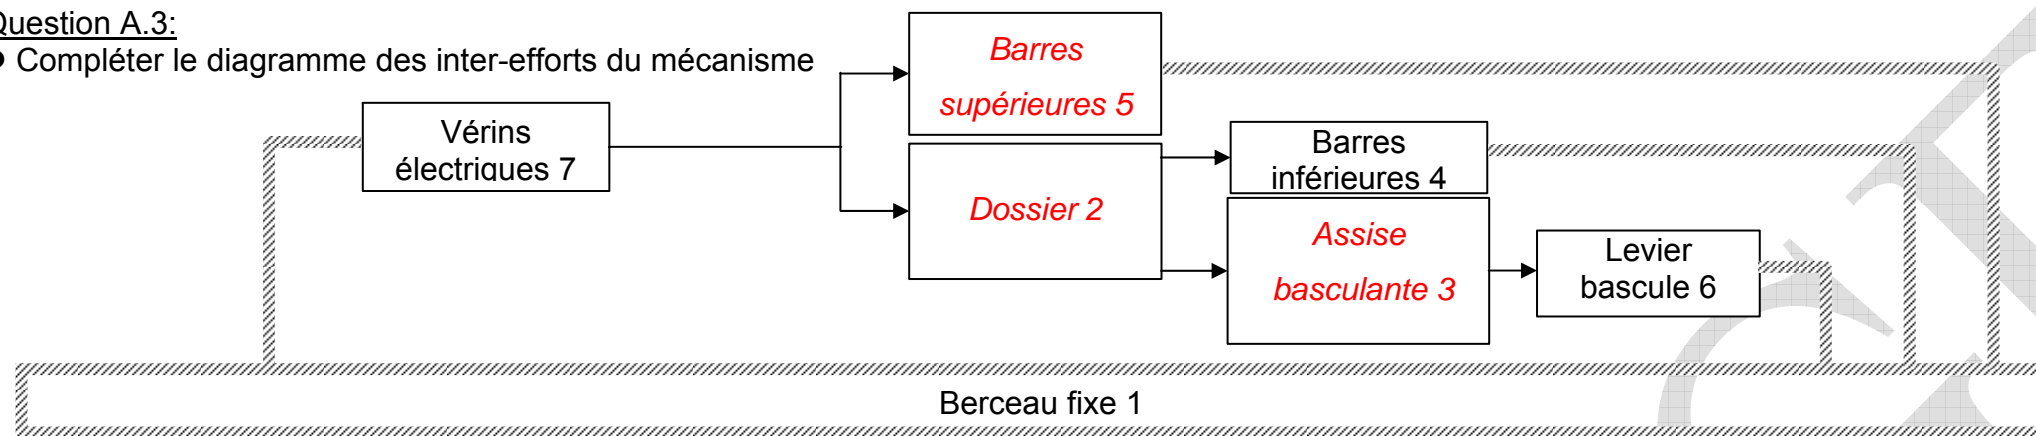 Question A.3:
• Compléter le diagramme des inter-efforts du mécanisme
Barres
supérieures 5
Vérins
électriques 7
Barres
inférieures 4
Dossier 2
Assise
basculante 3
Levier
bascule 6
Berceau fixe 1